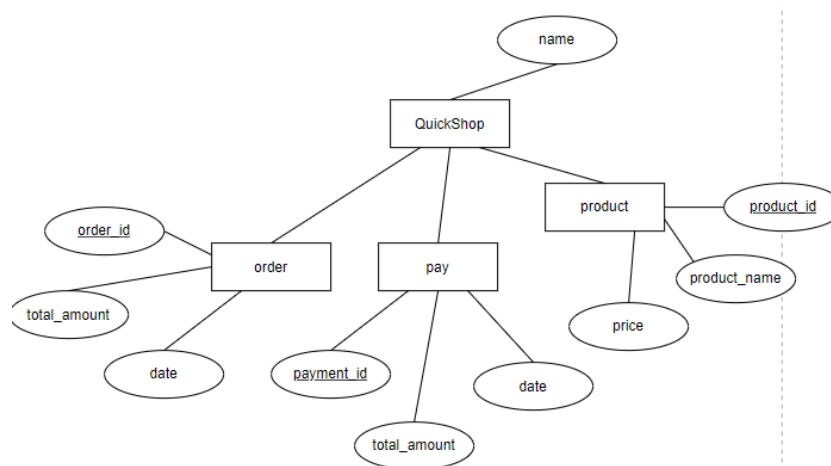 name
QuickShop
product
product_id
order_id
order
pay
product_name
total_amount
price
date
payment_id
date
total_amount